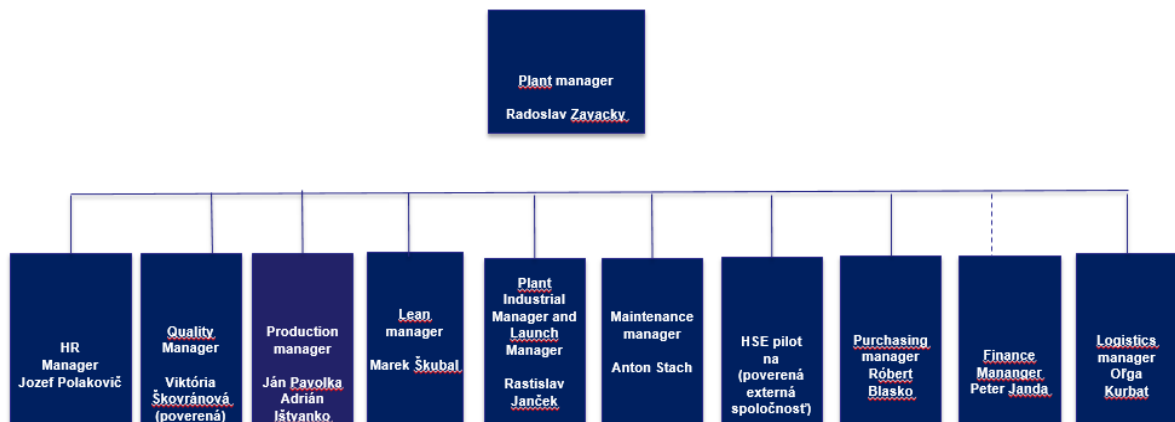 Plant manager
Radoslav Zavacky
HR
Manager
Jozef Polakovič
Quality
Manager
Viktória
Škovránová
(poverená)
Production
manager
Ján Pavolka
Adrián
Ištvanko
Lean
manager
Marek Škubal
Plant
Industrial
Manager and
Launch
Manager
Rastislav
Janček
Maintenance
manager
Anton Stach
HSE pilot
na
(poverená
externá
spoločnosť)
Purchasing
manager
Róbert
Blasko
Finance
Mananger
Peter Janda
Logistics
manager
Oľga
Kurbat